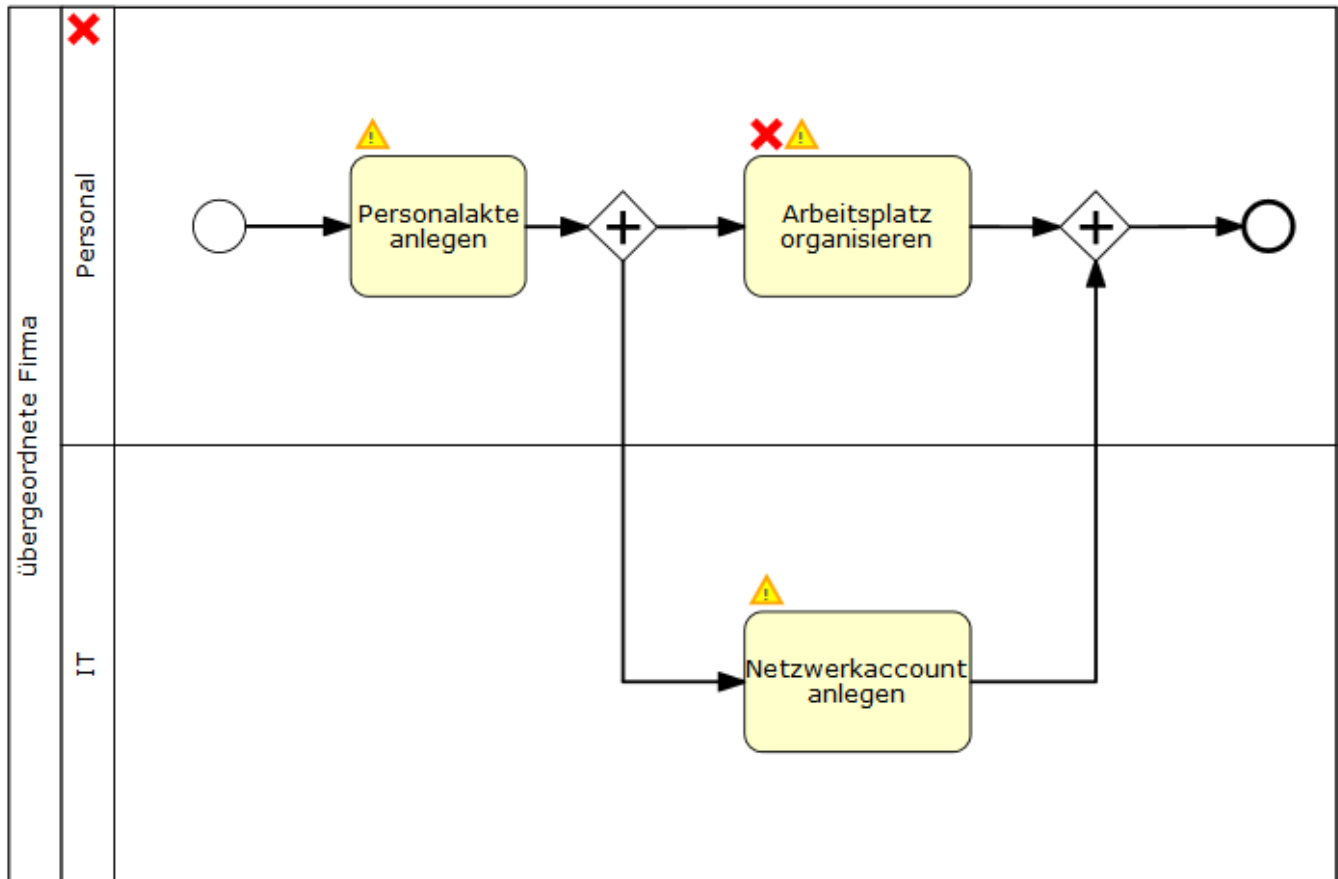 übergeordnete Firma
Personal
Personalakte
anlegen
Arbeitsplatz
organisieren
IT
Netzwerkaccount
anlegen